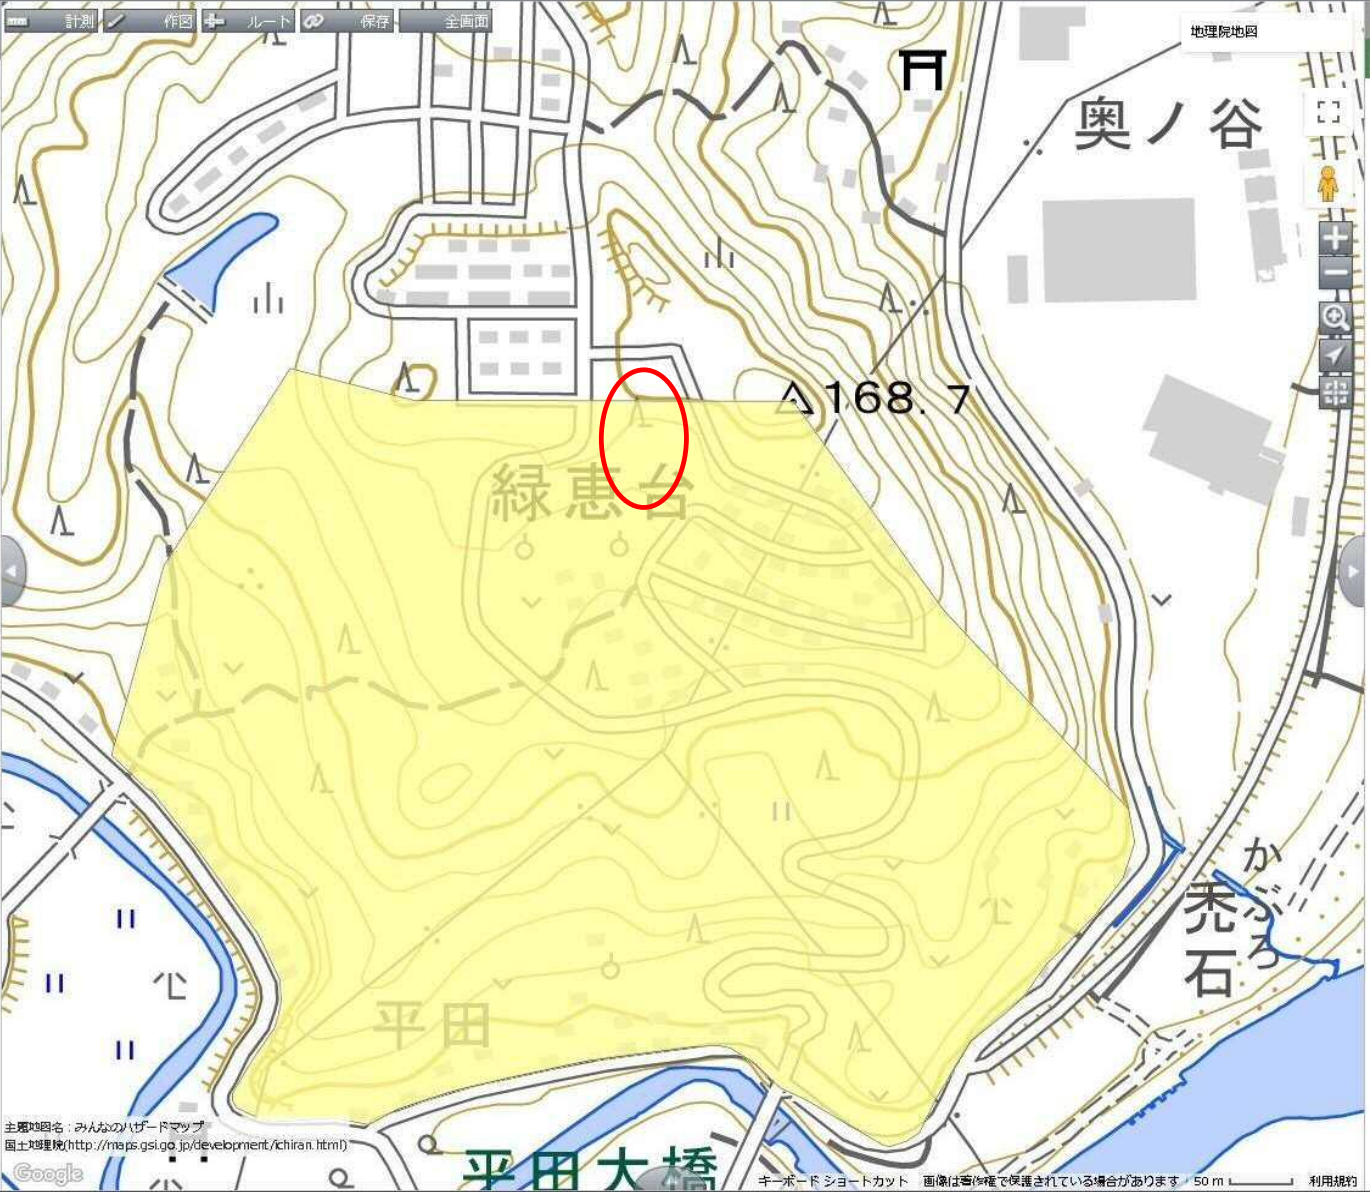 計測 作図 ルート 保存 全画面
地理院地図
奥ノ谷
168.7
緑恵台
かぶろ
禿石
平田
平田大橋
主題地図名：みんなのハザードマップ
国土地理院(http://maps.gsi.go.jp/development/ichiran.html)
Google
キーボード ショートカット 画像は著作権で保護されている場合があります 50 m 利用規約